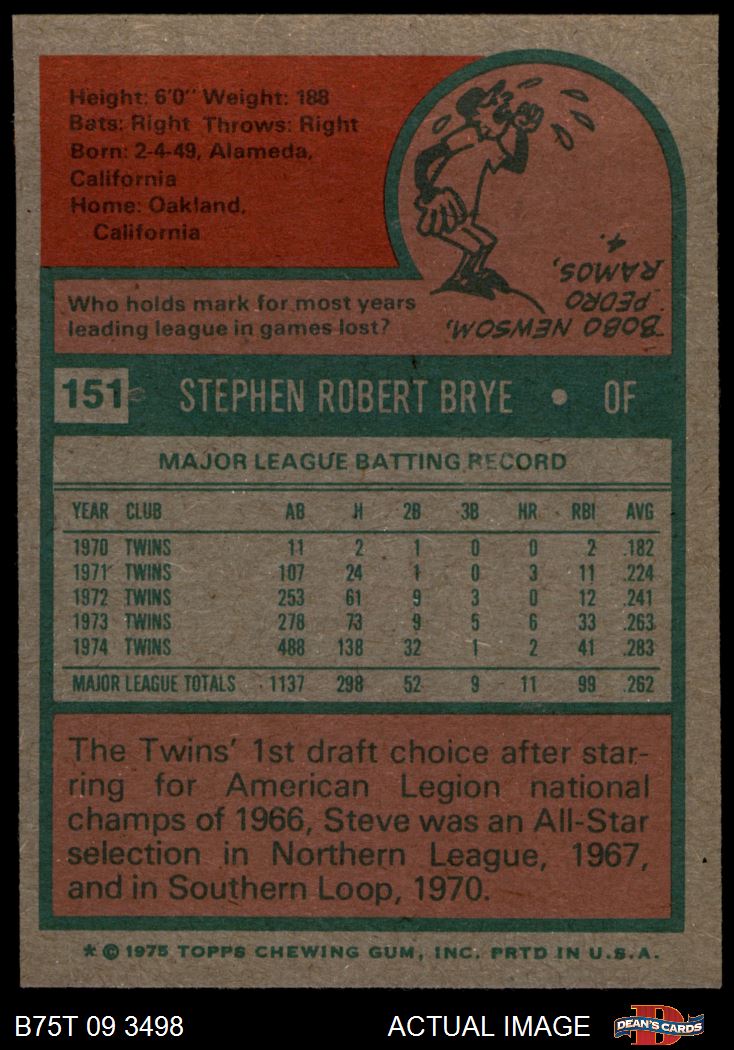 Height: 6'0" Weight: 188
Bats: Right Throws: Right
Born: 2-4-49, Alameda,
California
Home: Oakland,
California
Who holds mark for most years
leading league in games lost?
BOBO NEWSOM,
PEDRO
RAMOS,
4.
151 STEPHEN ROBERT BRYE • OF
MAJOR LEAGUE BATTING RECORD
YEAR CLUB AB H 2B 3B HR RBI AVG
1970 TWINS 11 2 1 0 0 2 .182
1971 TWINS 107 24 1 0 3 11 .224
1972 TWINS 253 61 9 3 0 12 .241
1973 TWINS 278 73 9 5 6 33 .263
1974 TWINS 488 138 32 1 2 41 .283
MAJOR LEAGUE TOTALS 1137 298 52 9 11 99 .262
The Twins' 1st draft choice after star-
ring for American Legion national
champs of 1966, Steve was an All-Star
selection in Northern League, 1967,
and in Southern Loop, 1970.
* © 1975 TOPPS CHEWING GUM, INC. PRTD IN U.S.A.
B75T 09 3498 ACTUAL IMAGE DEAN'S CARDS